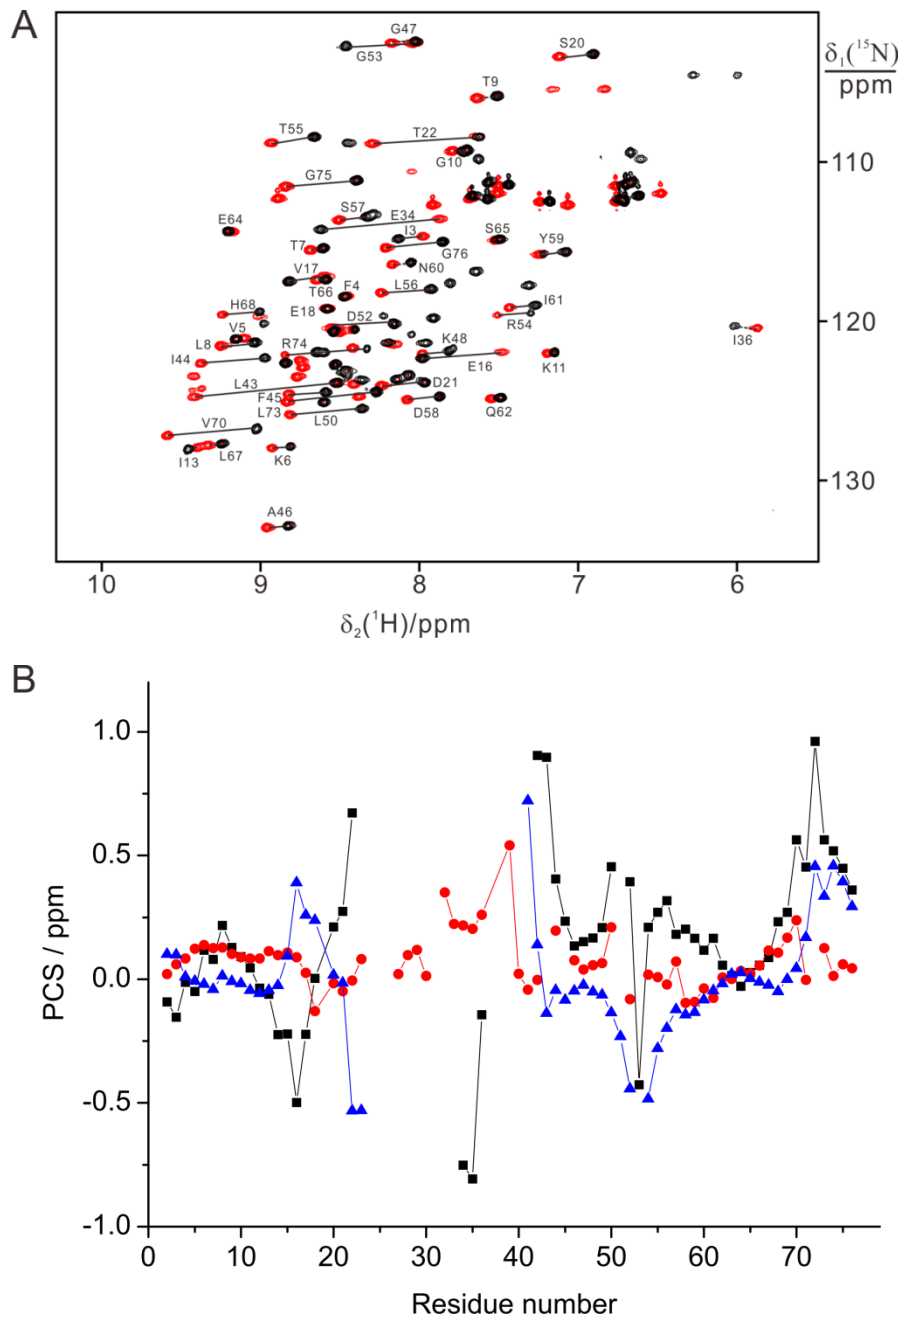 A
G47
G53
S20
δ₁(¹⁵N)
ppm
T9
T55
T22
110
G10
G75
S57
E34
E64
I3
S65
T7
G76
Y59
V17
N60
T66
F4
L56
I61
H68
E18
D52
R54
V5
I36
L8
R74
K48
I44
E16
K11
120
L43
D21
F45
D58
Q62
L73
L50
V70
I13
L67
K6
130
A46
10
9
8
7
6
δ₂(¹H)/ppm
B
1.0
0.5
0.0
-0.5
-1.0
PCS / ppm
0
10
20
30
40
50
60
70
Residue number